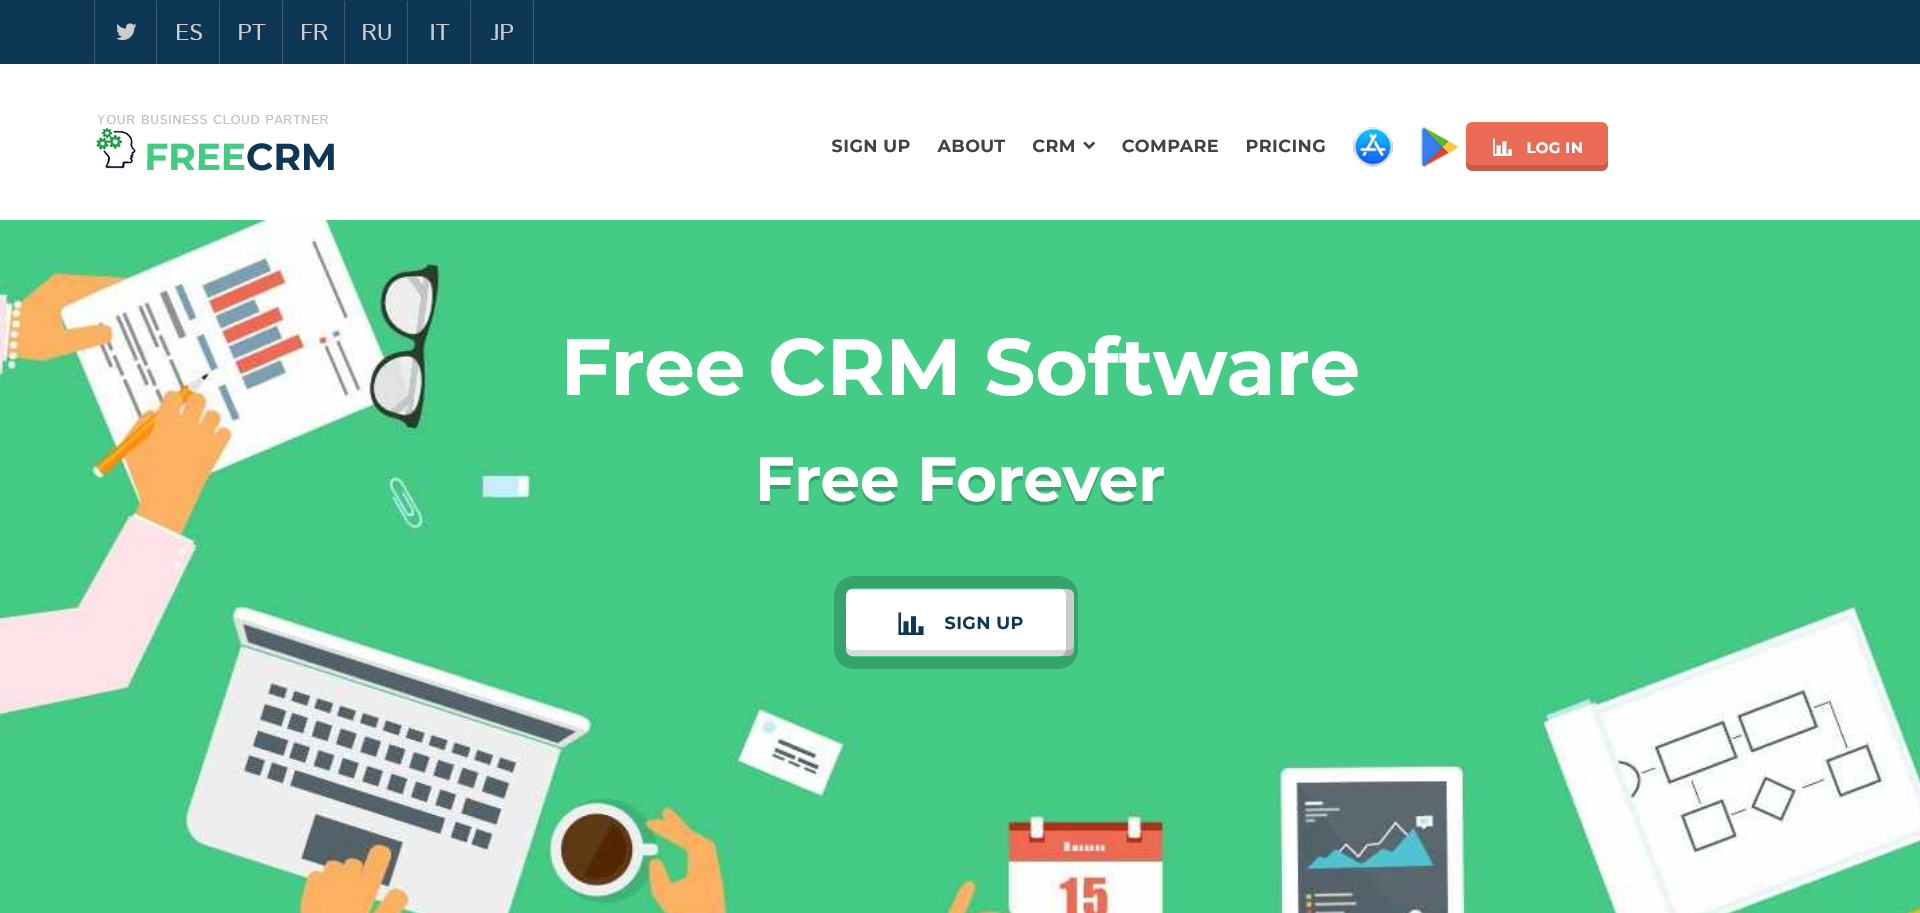 ES PT FR RU IT JP
YOUR BUSINESS CLOUD PARTNER
FREECRM
SIGN UP ABOUT CRM COMPARE PRICING LOG IN
Free CRM Software
Free Forever
SIGN UP
15